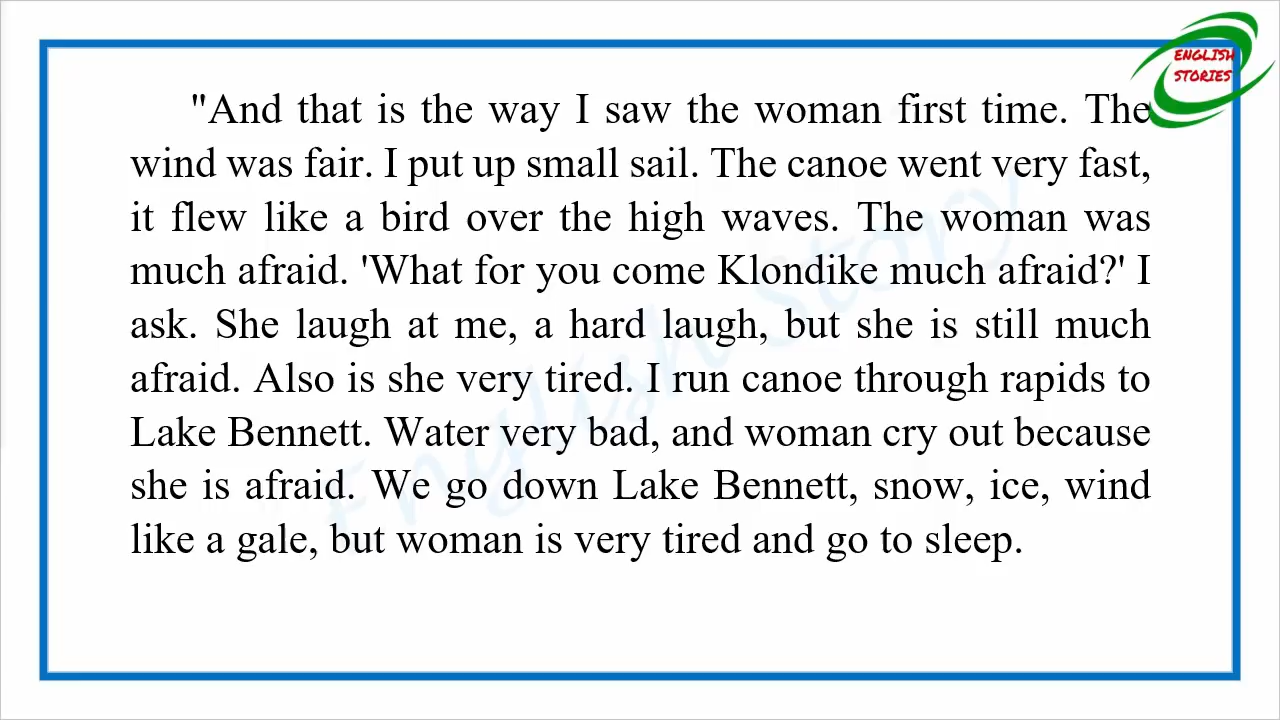 ENGLISH
STORIES
"And that is the way I saw the woman first time. The
wind was fair. I put up small sail. The canoe went very fast,
it flew like a bird over the high waves. The woman was
much afraid. 'What for you come Klondike much afraid?' I
ask. She laugh at me, a hard laugh, but she is still much
afraid. Also is she very tired. I run canoe through rapids to
Lake Bennett. Water very bad, and woman cry out because
she is afraid. We go down Lake Bennett, snow, ice, wind
like a gale, but woman is very tired and go to sleep.
English Story